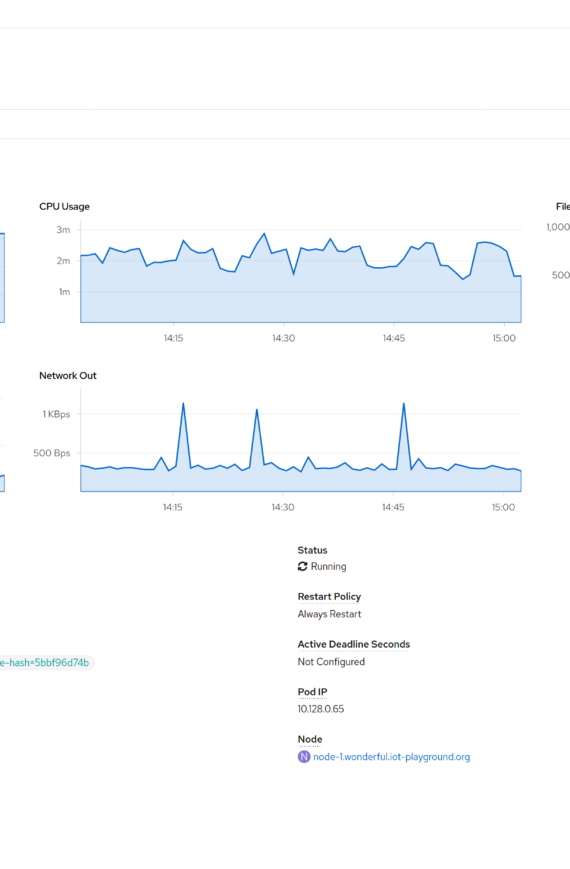 CPU Usage
File
3m
2m
1m
1,000
500
14:15
14:30
14:45
15:00
Network Out
1 KBps
500 Bps
14:15
14:30
14:45
15:00
Status
Running
Restart Policy
Always Restart
Active Deadline Seconds
Not Configured
e-hash=5bbf96d74b
Pod IP
10.128.0.65
Node
N node-1.wonderful.iot-playground.org